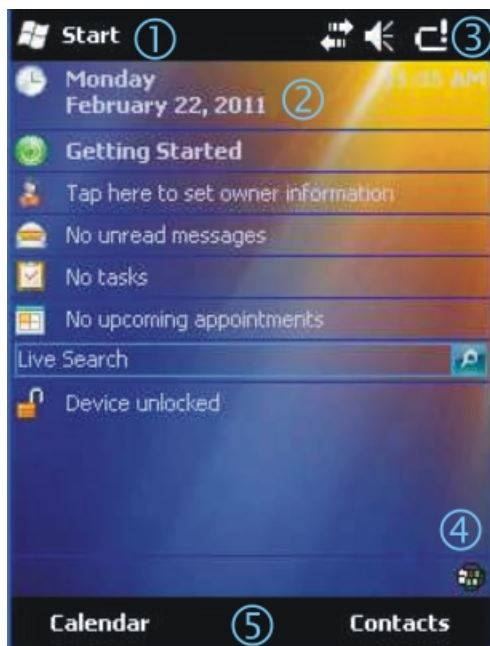 Start ① ③
Monday
February 22, 2011 ②
Getting Started
Tap here to set owner information
No unread messages
No tasks
No upcoming appointments
Live Search
Device unlocked
④
Calendar ⑤ Contacts